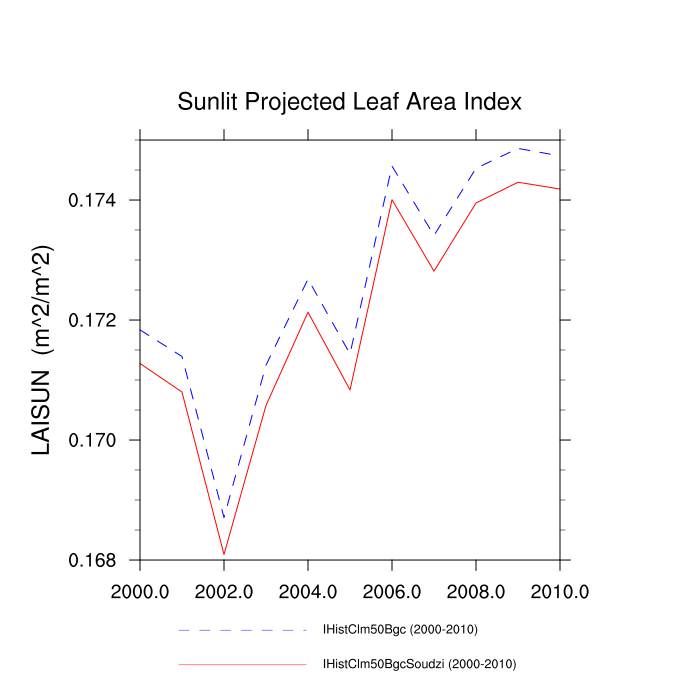 Sunlit Projected Leaf Area Index
LAISUN (m^2/m^2)
0.174
0.172
0.170
0.168
2000.0 2002.0 2004.0 2006.0 2008.0 2010.0
IHistClm50Bgc (2000-2010)
IHistClm50BgcSoudzi (2000-2010)